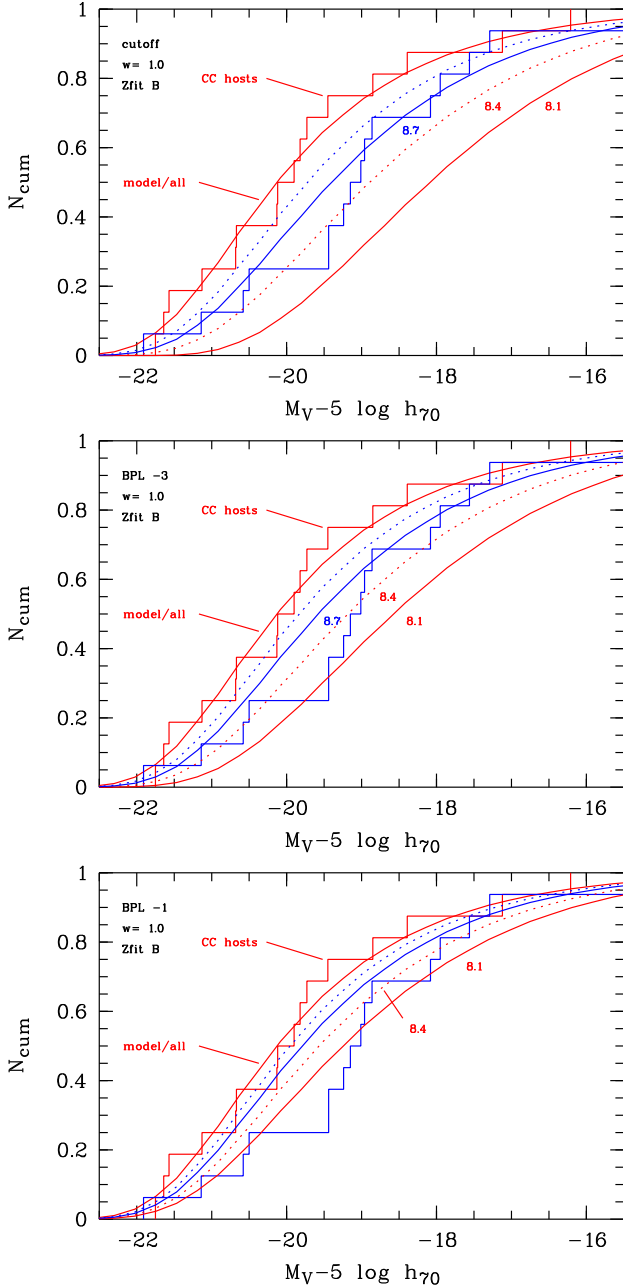 cutoff
w= 1.0
Zfit B
CC hosts
model/all
8.7
8.4
8.1
N_cum
1
0.8
0.6
0.4
0.2
0
−22
−20
−18
−16
M_V−5 log h_70
BPL −3
w= 1.0
Zfit B
CC hosts
model/all
8.7
8.4
8.1
N_cum
1
0.8
0.6
0.4
0.2
0
−22
−20
−18
−16
M_V−5 log h_70
BPL −1
w= 1.0
Zfit B
CC hosts
model/all
8.1
8.4
N_cum
1
0.8
0.6
0.4
0.2
0
−22
−20
−18
−16
M_V−5 log h_70